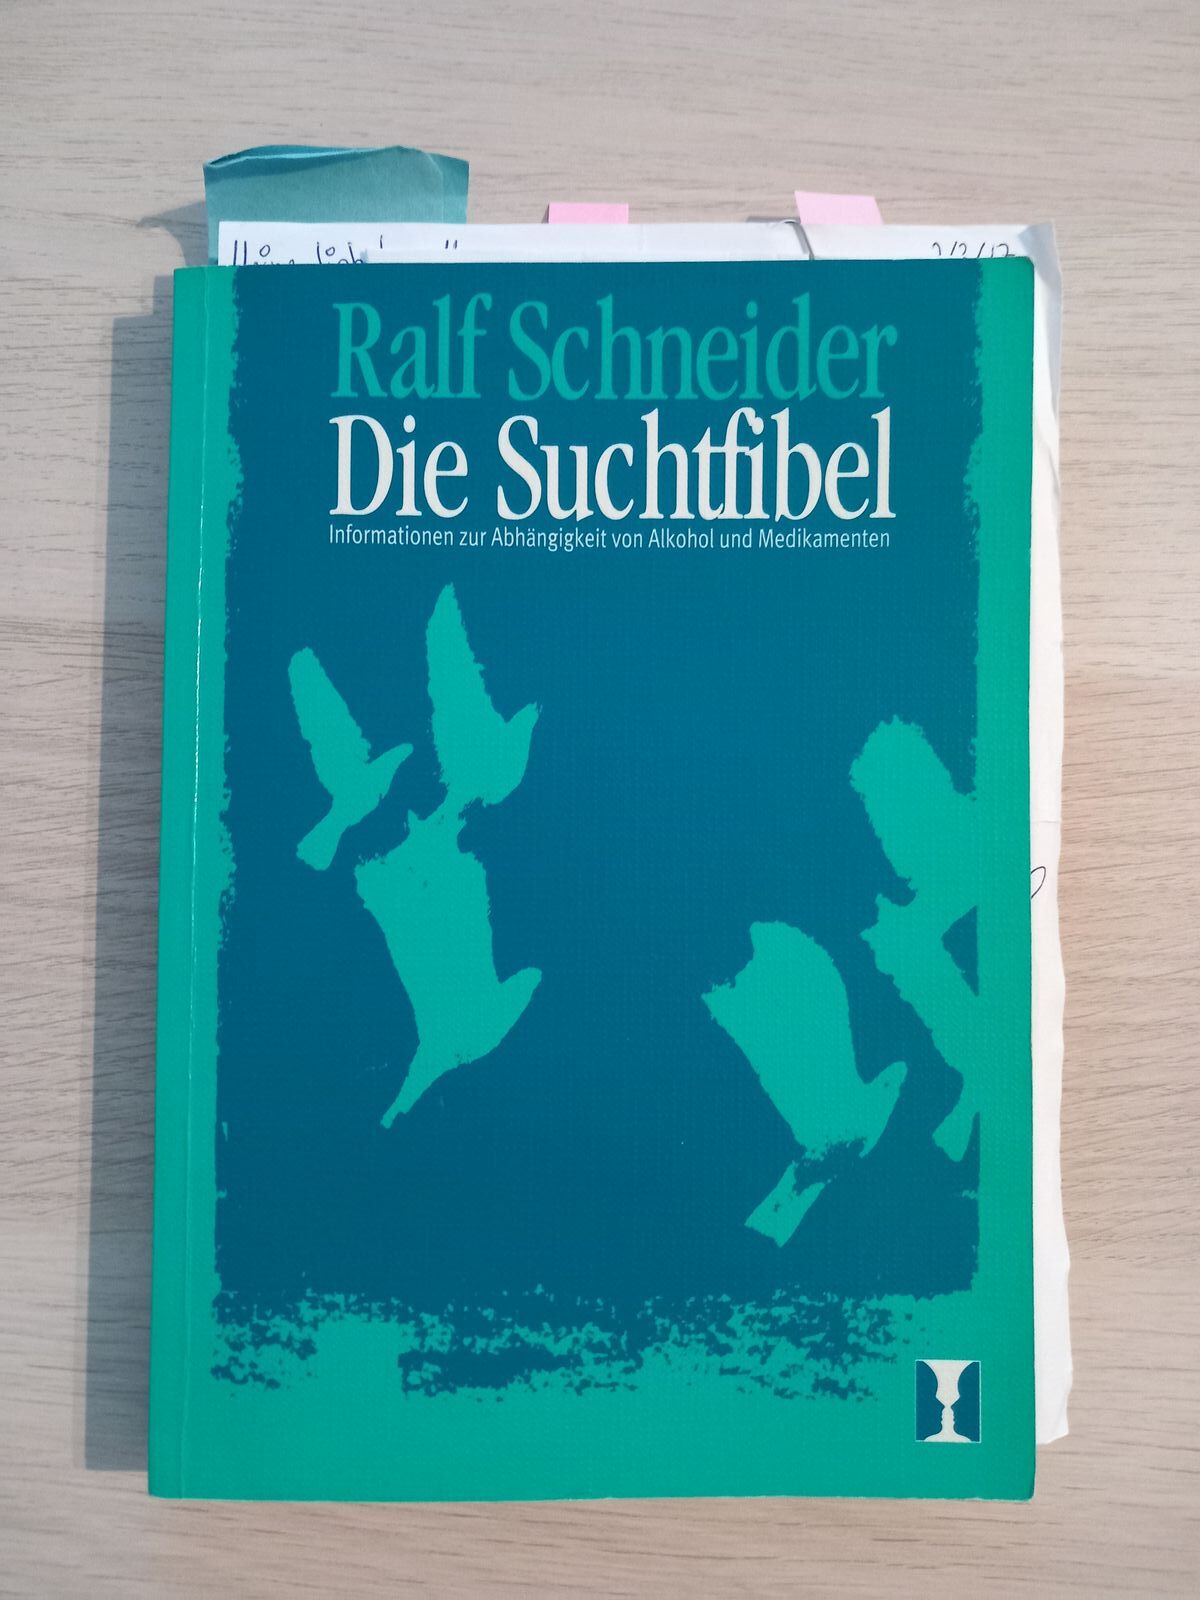 Ralf Schneider
Die Suchtfibel
Informationen zur Abhängigkeit von Alkohol und Medikamenten